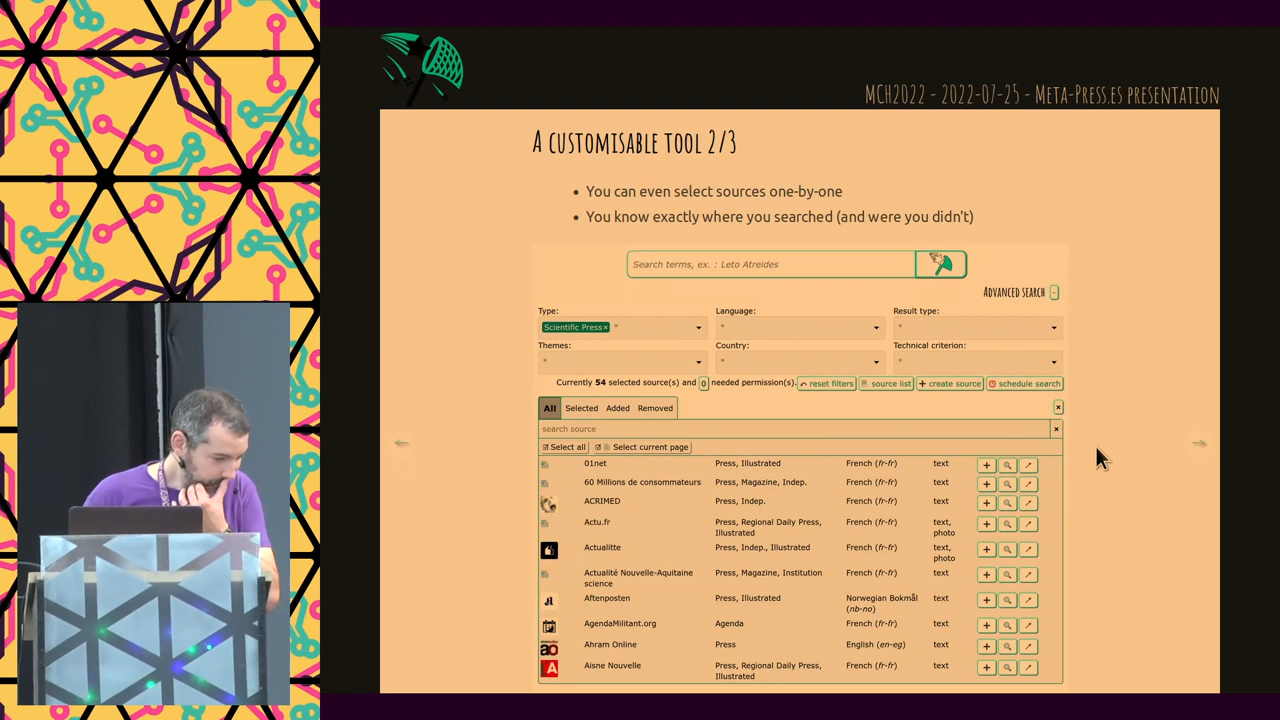 MCH2022 - 2022-07-25 - Meta-Press.es presentation
A customisable tool 2/3
• You can even select sources one-by-one
• You know exactly where you searched (and were you didn't)
Search terms, ex. : Leto Atreides
Advanced search -
Type: Language: Result type:
Scientific Press× * * *
Themes: Country: Technical criterion:
* * *
Currently 54 selected source(s) and 0 needed permission(s). reset filters source list + create source schedule search
All Selected Added Removed ×
search source ×
Select all Select current page
01net Press, Illustrated French (fr-fr) text
60 Millions de consommateurs Press, Magazine, Indep. French (fr-fr) text
ACRIMED Press, Indep. French (fr-fr) text
Actu.fr Press, Regional Daily Press, Illustrated French (fr-fr) text, photo
Actualitte Press, Indep., Illustrated French (fr-fr) text, photo
Actualité Nouvelle-Aquitaine science Press, Magazine, Institution French (fr-fr) text
Aftenposten Press, Illustrated Norwegian Bokmål (nb-no) text
AgendaMilitant.org Agenda French (fr-fr) text
Ahram Online Press English (en-eg) text
Aisne Nouvelle Press, Regional Daily Press, Illustrated French (fr-fr) text